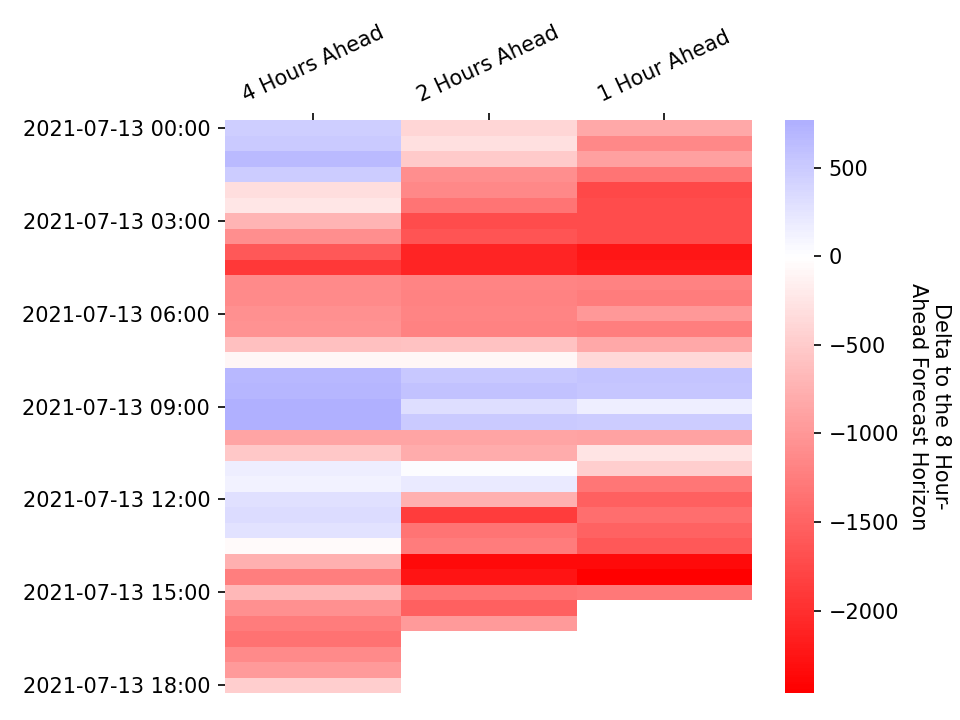 4 Hours Ahead
2 Hours Ahead
1 Hour Ahead
2021-07-13 00:00
2021-07-13 03:00
2021-07-13 06:00
2021-07-13 09:00
2021-07-13 12:00
2021-07-13 15:00
2021-07-13 18:00
500
0
−500
−1000
−1500
−2000
Delta to the 8 Hour-
Ahead Forecast Horizon